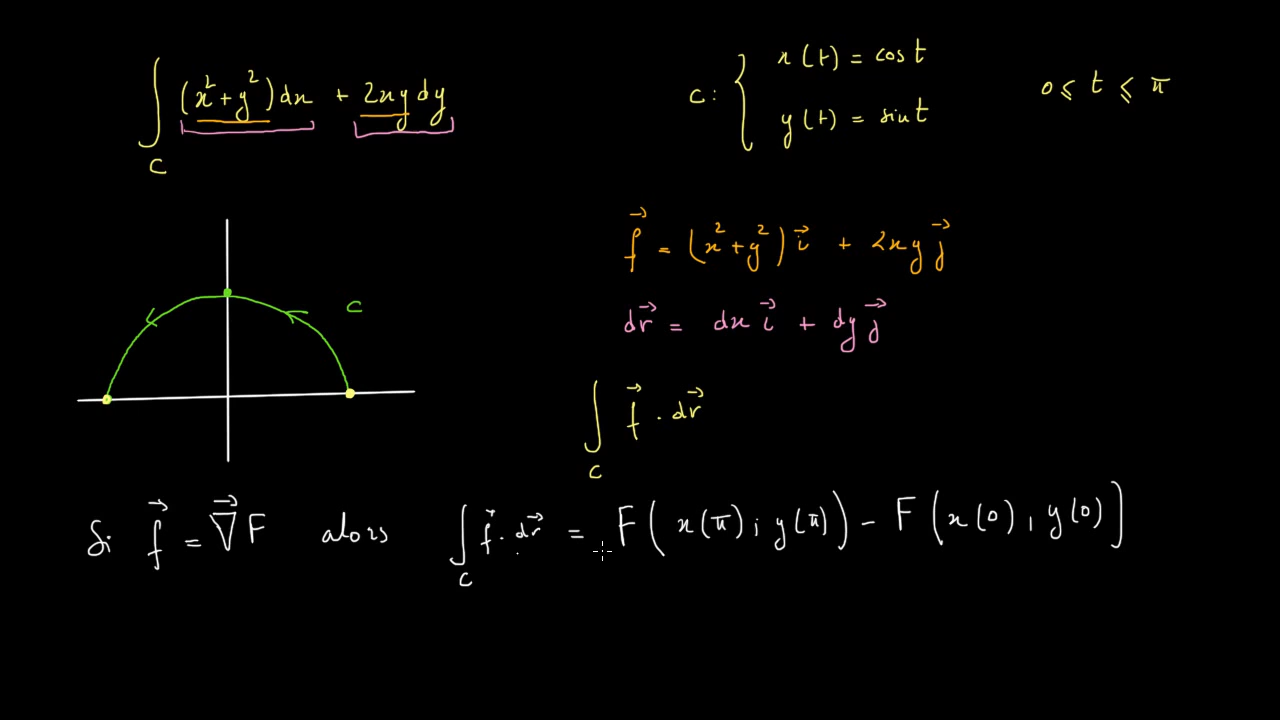 ∫_C (x²+y²)dx + 2xy dy
C: { x(t) = cos t
y(t) = sin t
0 ≤ t ≤ π
C
f⃗ = (x²+y²) i⃗ + 2xy j⃗
dr⃗ = dx i⃗ + dy j⃗
∫_C f⃗ · dr⃗
Si f⃗ = ∇⃗F alors ∫_C f⃗ · dr⃗ = F(x(π); y(π)) − F(x(0), y(0))